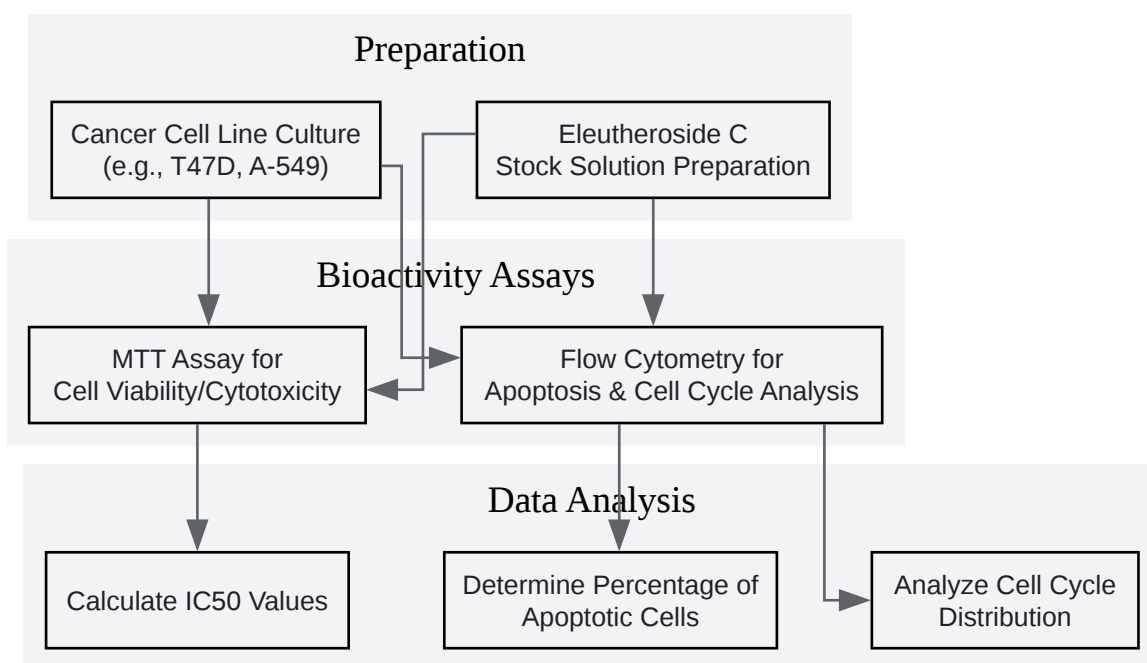 Preparation
Cancer Cell Line Culture
(e.g., T47D, A-549)
Eleutheroside C
Stock Solution Preparation
Bioactivity Assays
MTT Assay for
Cell Viability/Cytotoxicity
Flow Cytometry for
Apoptosis & Cell Cycle Analysis
Data Analysis
Calculate IC50 Values
Determine Percentage of
Apoptotic Cells
Analyze Cell Cycle
Distribution